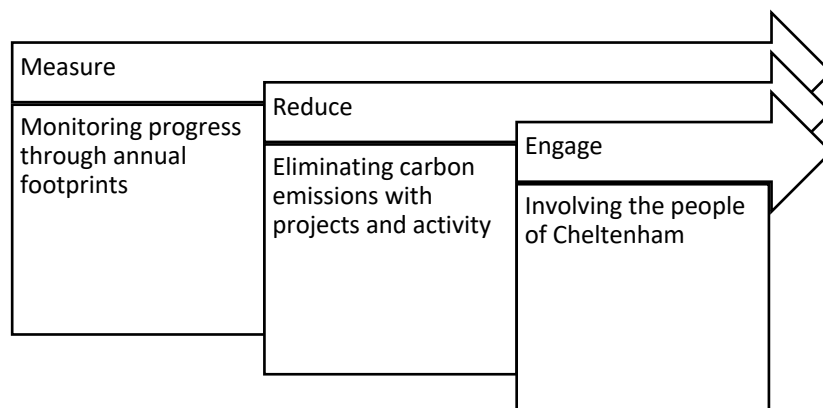 Measure
Monitoring progress
through annual
footprints
Reduce
Eliminating carbon
emissions with
projects and activity
Engage
Involving the people
of Cheltenham